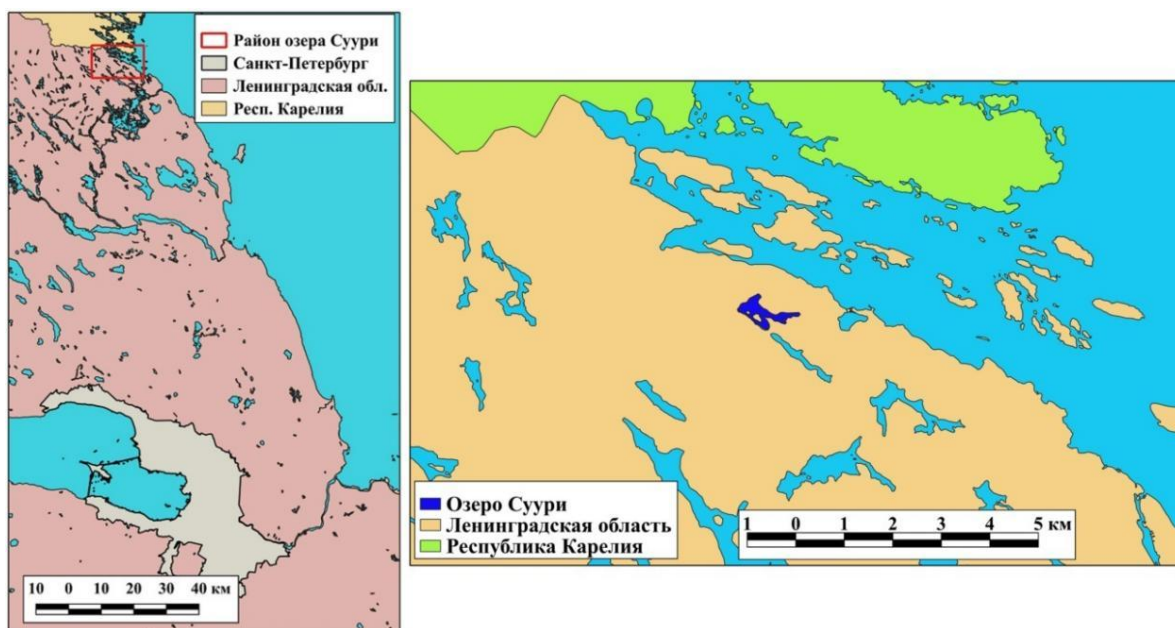 Район озера Суури
Санкт-Петербург
Ленинградская обл.
Респ. Карелия
10 0 10 20 30 40 км
Озеро Суури
Ленинградская область
Республика Карелия
1 0 1 2 3 4 5 км